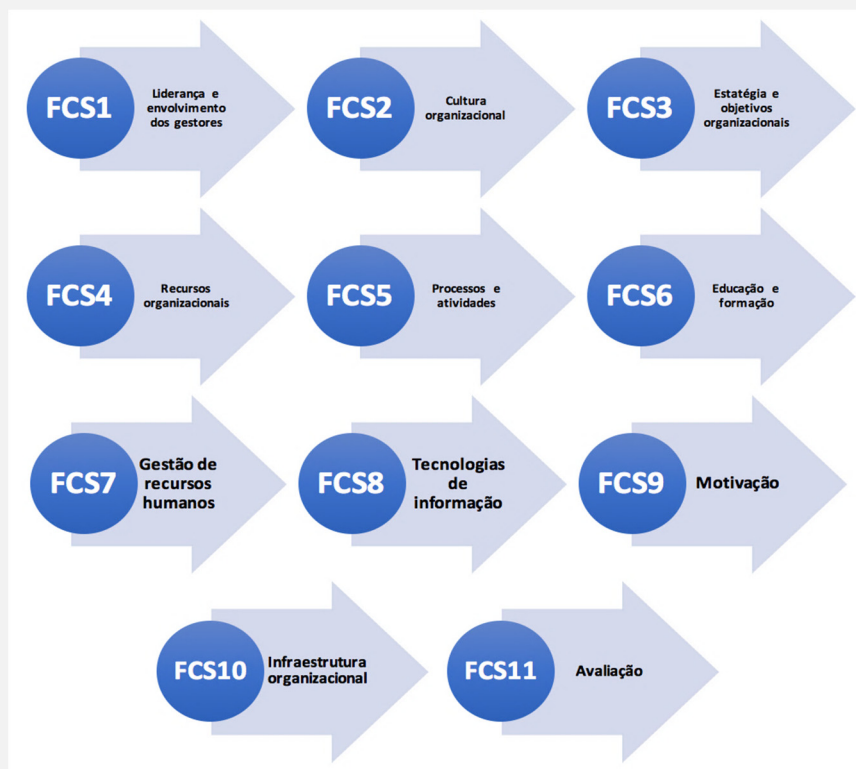 FCS1
Liderança e
envolvimento
dos gestores
FCS2
Cultura
organizacional
FCS3
Estatégia e
objetivos
organizacionais
FCS4
Recursos
organizacionais
FCS5
Processos e
atividades
FCS6
Educação e
formação
FCS7
Gestão de
recursos
humanos
FCS8
Tecnologias
de
informação
FCS9
Motivação
FCS10
Infraestrutura
organizacional
FCS11
Avaliação